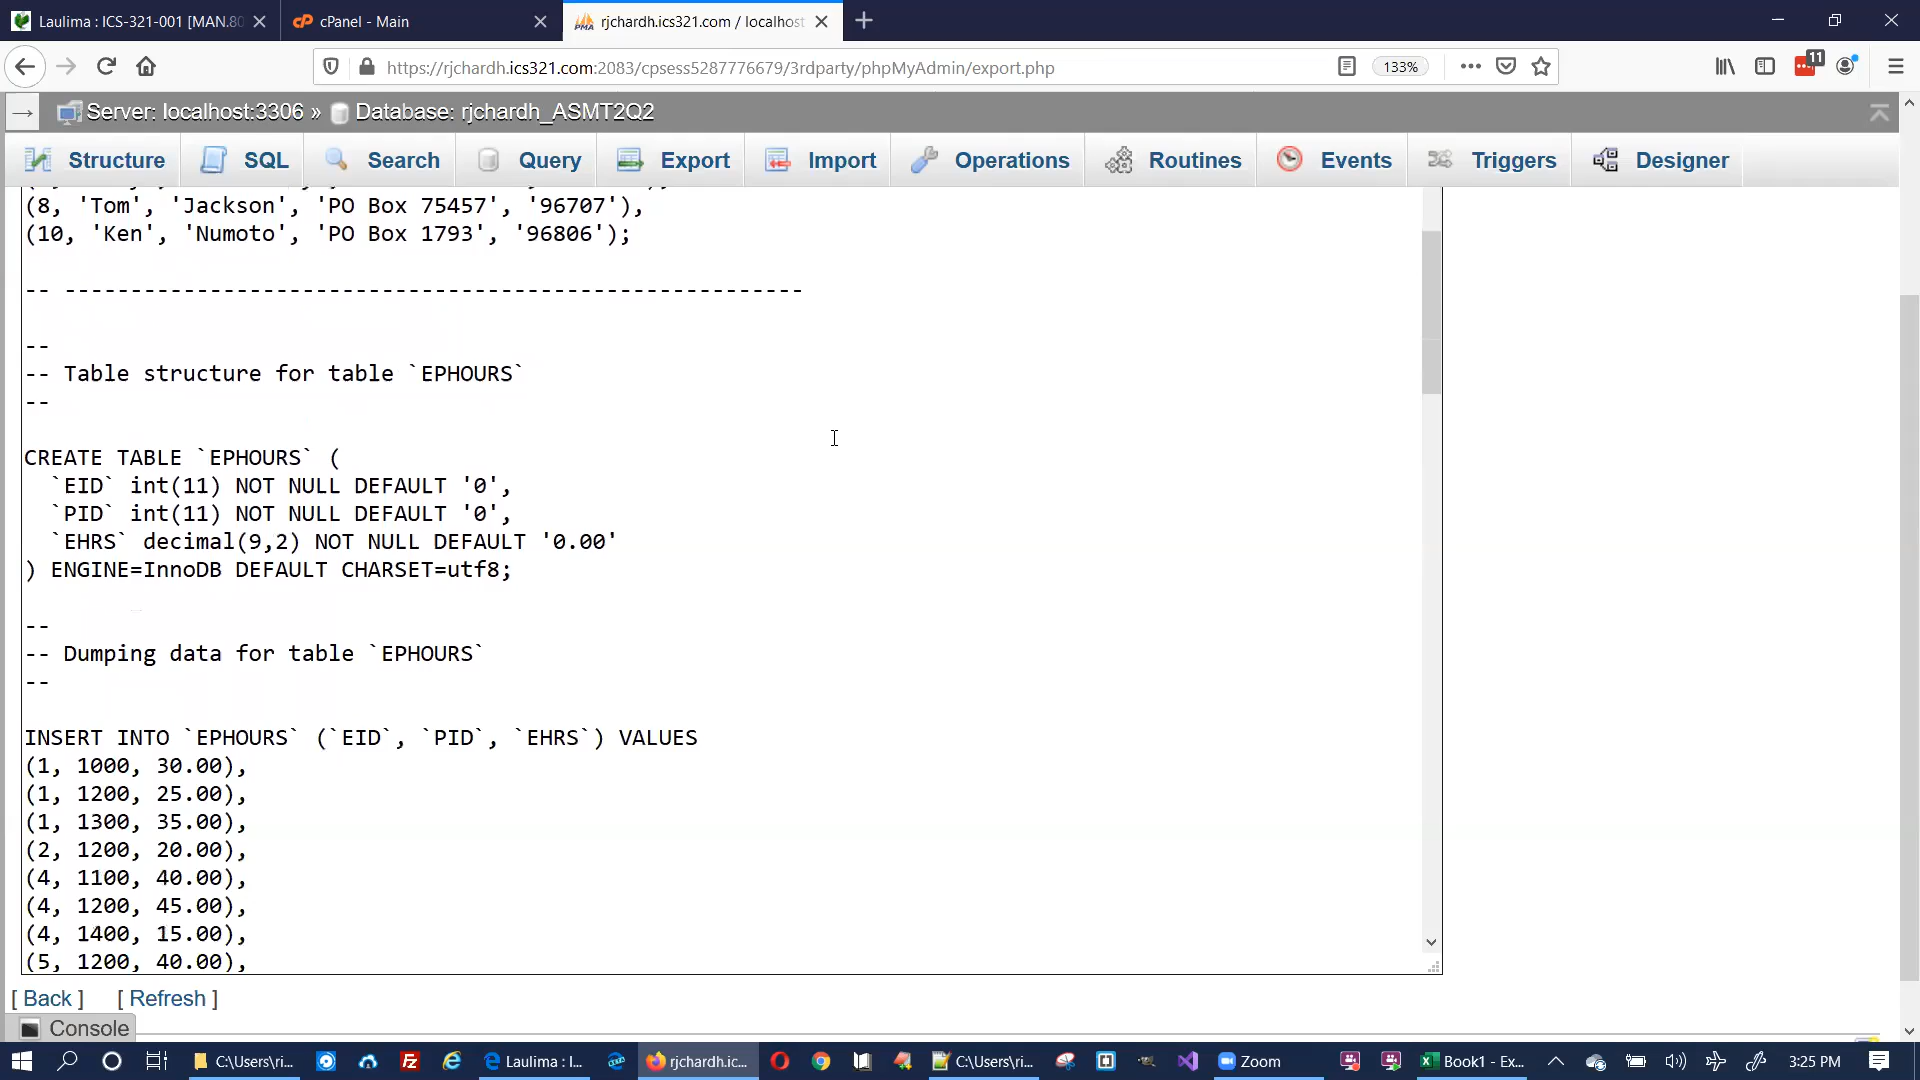 Laulima : ICS-321-001 [MAN.80
cPanel - Main
rjchardh.ics321.com / localhost
https://rjchardh.ics321.com:2083/cpsess5287776679/3rdparty/phpMyAdmin/export.php
133%
11
Server: localhost:3306 » Database: rjchardh_ASMT2Q2
Structure SQL Search Query Export Import Operations Routines Events Triggers Designer
(8, 'Tom', 'Jackson', 'PO Box 75457', '96707'),
(10, 'Ken', 'Numoto', 'PO Box 1793', '96806');
-- --------------------------------------------------------
--
-- Table structure for table `EPHOURS`
--
CREATE TABLE `EPHOURS` (
`EID` int(11) NOT NULL DEFAULT '0',
`PID` int(11) NOT NULL DEFAULT '0',
`EHRS` decimal(9,2) NOT NULL DEFAULT '0.00'
) ENGINE=InnoDB DEFAULT CHARSET=utf8;
--
-- Dumping data for table `EPHOURS`
--
INSERT INTO `EPHOURS` (`EID`, `PID`, `EHRS`) VALUES
(1, 1000, 30.00),
(1, 1200, 25.00),
(1, 1300, 35.00),
(2, 1200, 20.00),
(4, 1100, 40.00),
(4, 1200, 45.00),
(4, 1400, 15.00),
(5, 1200, 40.00),
[ Back ] [ Refresh ]
Console
C:\Users\ri...
Laulima : I...
rjchardh.ic...
C:\Users\ri...
Zoom
Book1 - Ex...
3:25 PM